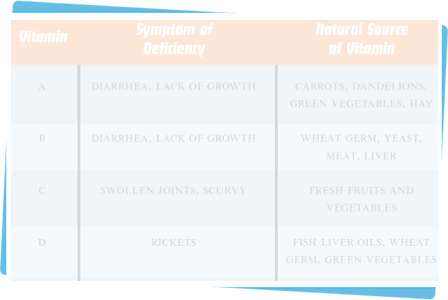 Vitamin
Symptom of
Deficiency
Natural Source
of Vitamin
A
DIARRHEA, LACK OF GROWTH
CARROTS, DANDELIONS,
GREEN VEGETABLES, HAY
B
DIARRHEA, LACK OF GROWTH
WHEAT GERM, YEAST,
MEAT, LIVER
C
SWOLLEN JOINTS, SCURVY
FRESH FRUITS AND
VEGETABLES
D
RICKETS
FISH LIVER OILS, WHEAT
GERM, GREEN VEGETABLES